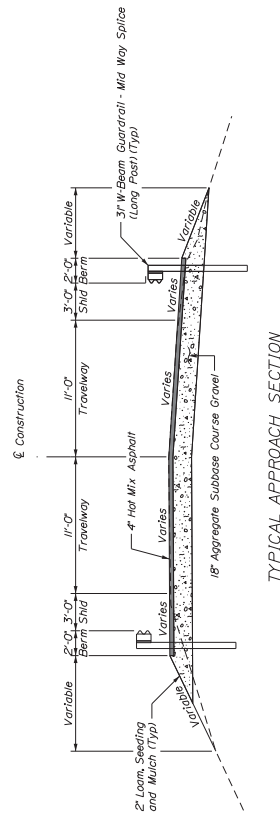 ℄ Construction
Variable
2'-0"
Berm
3'-0"
Shld
11'-0"
Travelway
11'-0"
Travelway
3'-0"
Shld
2'-0"
Berm
Variable
31" W-Beam Guardrail - Mid Way Splice
(Long Post) (Typ)
2" Loam, Seeding
and Mulch (Typ)
4" Hot Mix Asphalt
Variable
Varies
Varies
Varies
Varies
Variable
18" Aggregate Subbase Course Gravel
TYPICAL APPROACH SECTION